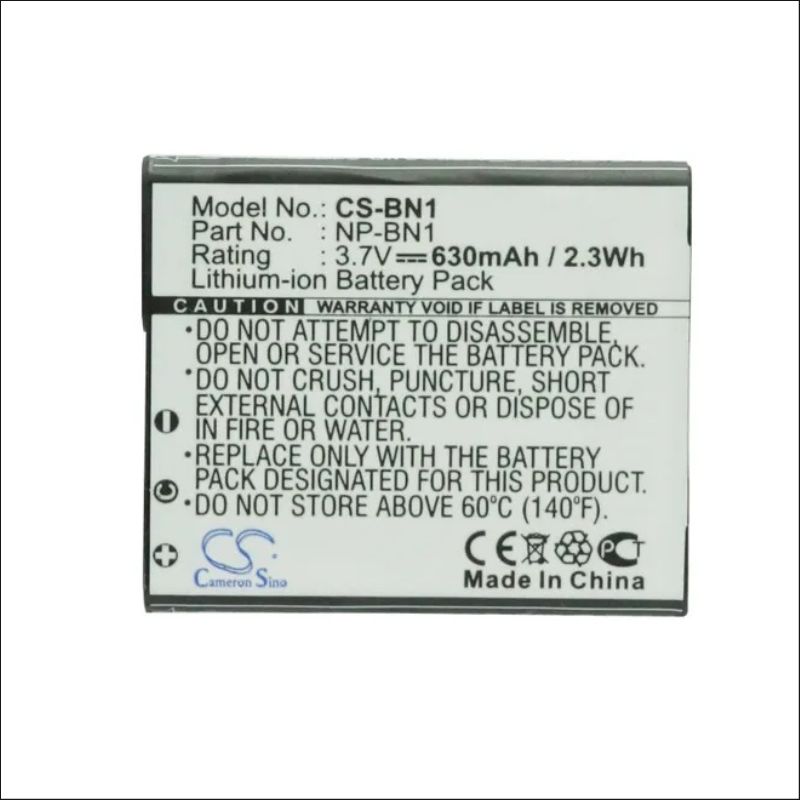 Model No.: CS-BN1
Part No. : NP-BN1
Rating : 3.7V 630mAh / 2.3Wh
Lithium-ion Battery Pack
CAUTION WARRANTY VOID IF LABEL IS REMOVED
•DO NOT ATTEMPT TO DISASSEMBLE,
OPEN OR SERVICE THE BATTERY PACK.
•DO NOT CRUSH, PUNCTURE, SHORT
EXTERNAL CONTACTS OR DISPOSE OF
IN FIRE OR WATER.
•REPLACE ONLY WITH THE BATTERY
PACK DESIGNATED FOR THIS PRODUCT.
•DO NOT STORE ABOVE 60°C (140°F).
CS
Cameron Sino
CE PCT
Made In China